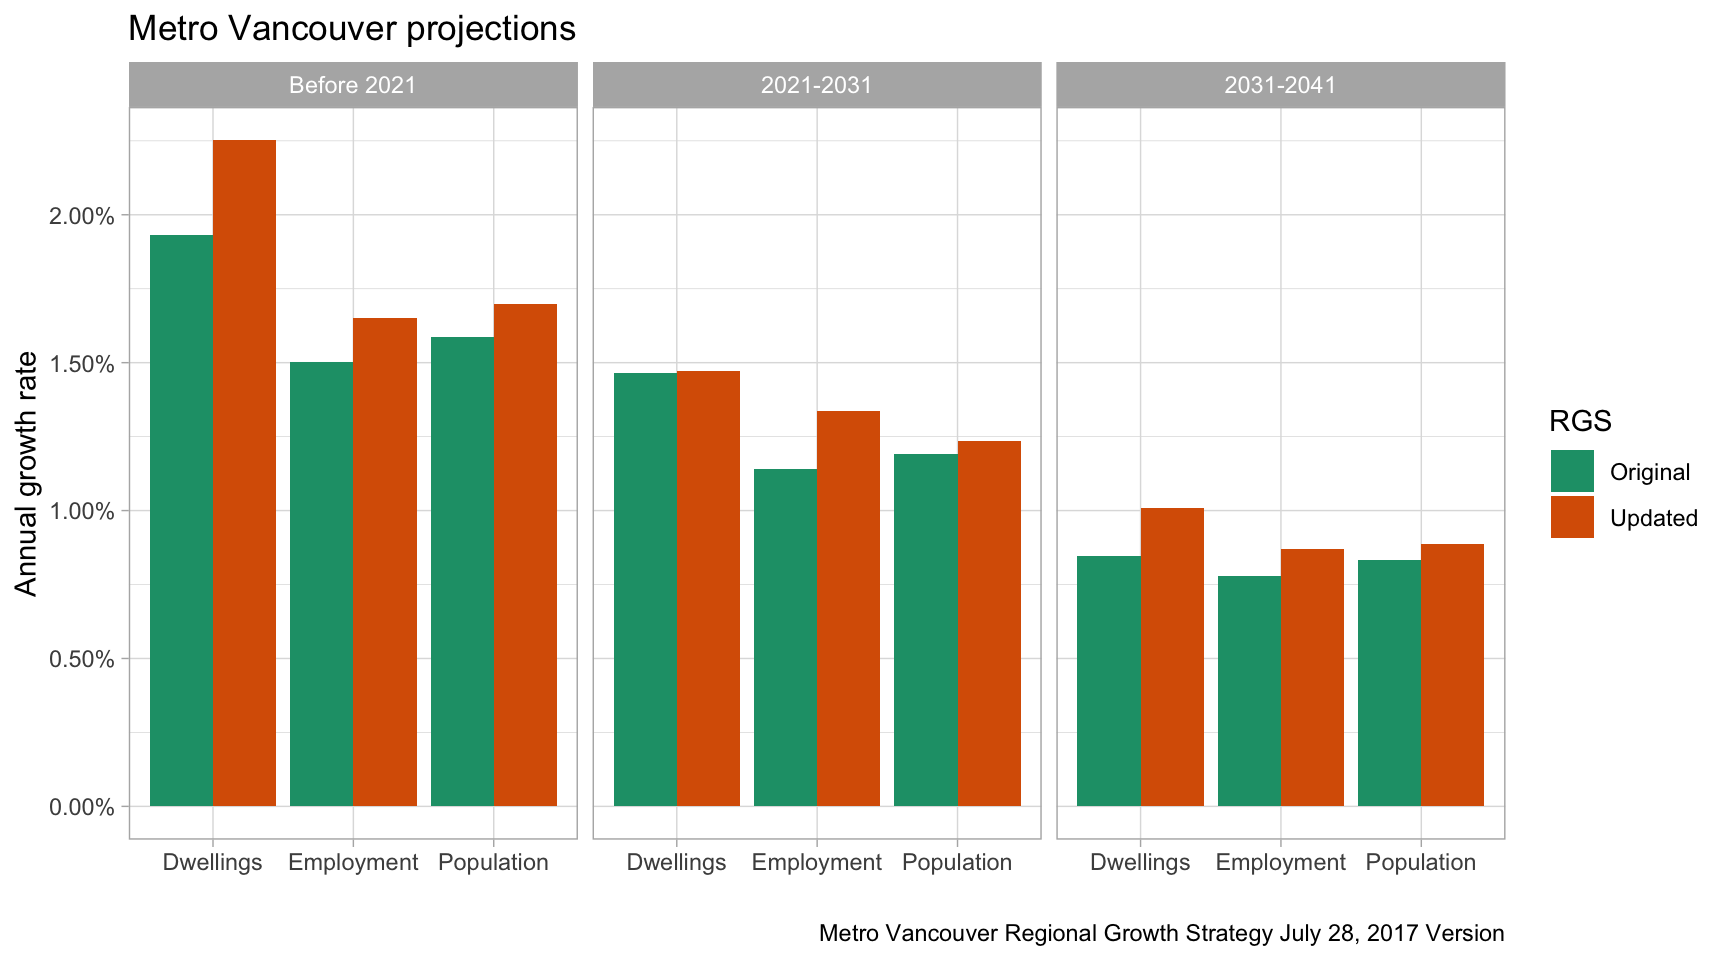 Metro Vancouver projections
Before 2021
2021-2031
2031-2041
Annual growth rate
2.00%
1.50%
1.00%
0.50%
0.00%
Dwellings Employment Population
Dwellings Employment Population
Dwellings Employment Population
RGS
Original
Updated
Metro Vancouver Regional Growth Strategy July 28, 2017 Version